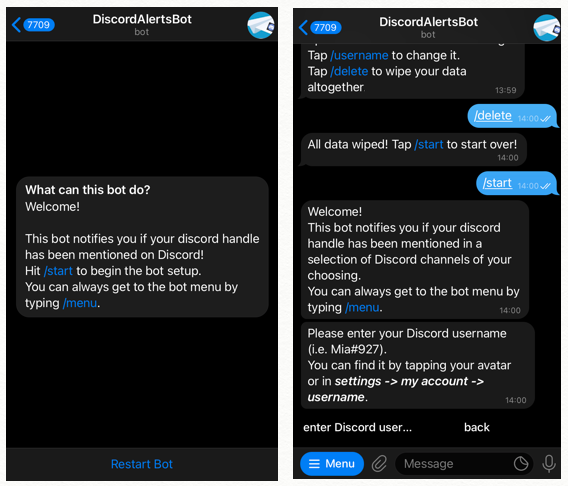 7709
DiscordAlertsBot
bot
What can this bot do?
Welcome!
This bot notifies you if your discord handle
has been mentioned on Discord!
Hit /start to begin the bot setup.
You can always get to the bot menu by
typing /menu.
Restart Bot
7709
DiscordAlertsBot
bot
Tap /username to change it.
Tap /delete to wipe your data
altogether
13:59
/delete 14:00
All data wiped! Tap /start to start over!
14:00
/start 14:00
Welcome!
This bot notifies you if your discord
handle has been mentioned in a
selection of Discord channels of your
choosing.
You can always get to the bot menu by
typing /menu.
14:00
Please enter your Discord username
(i.e. Mia#927).
You can find it by tapping your avatar
or in settings -> my account ->
username.
14:00
enter Discord user... back
Menu Message